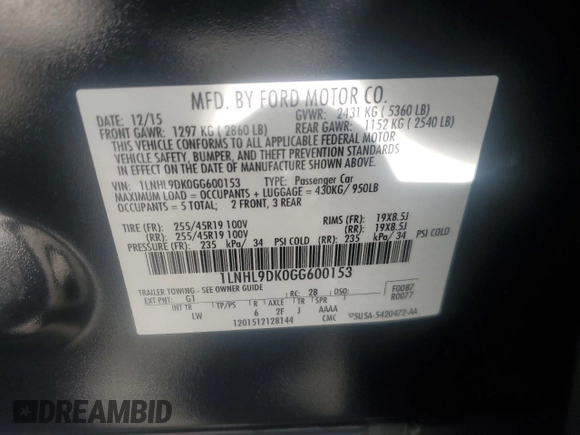 MFD. BY FORD MOTOR CO.
DATE: 12/15 GVWR: 2431 KG ( 5360 LB)
FRONT GAWR: 1297 KG ( 2860 LB) REAR GAWR: 1152 KG ( 2540 LB)
THIS VEHICLE CONFORMS TO ALL APPLICABLE FEDERAL MOTOR
VEHICLE SAFETY, BUMPER, AND THEFT PREVENTION STANDARDS
IN EFFECT ON THE DATE OF MANUFACTURE SHOWN ABOVE.
VIN: 1LNHL9DK0GG600153 TYPE: Passenger Car
MAXIMUM LOAD = OCCUPANTS + LUGGAGE = 430KG/ 950LB
OCCUPANTS = 5 TOTAL; 2 FRONT, 3 REAR
TIRE (FR): 255/45R19 100V RIMS (FR): 19X8.5J
(RR): 255/45R19 100V (RR): 19X8.5J
PRESSURE (FR): 235 kPa/ 34 PSI COLD (RR): 235 kPa/ 34 PSI COLD
1LNHL9DK0GG600153
TRAILER TOWING - SEE OWNER GUIDE F0087
EXT PNT: G1 RC: 28 DSO: R0077
INT TR TP/PS R AXLE TR SPR
LW 6 2F J AAAA
1201512128144 CMC 5USA-5420472-AA
DREAMBID